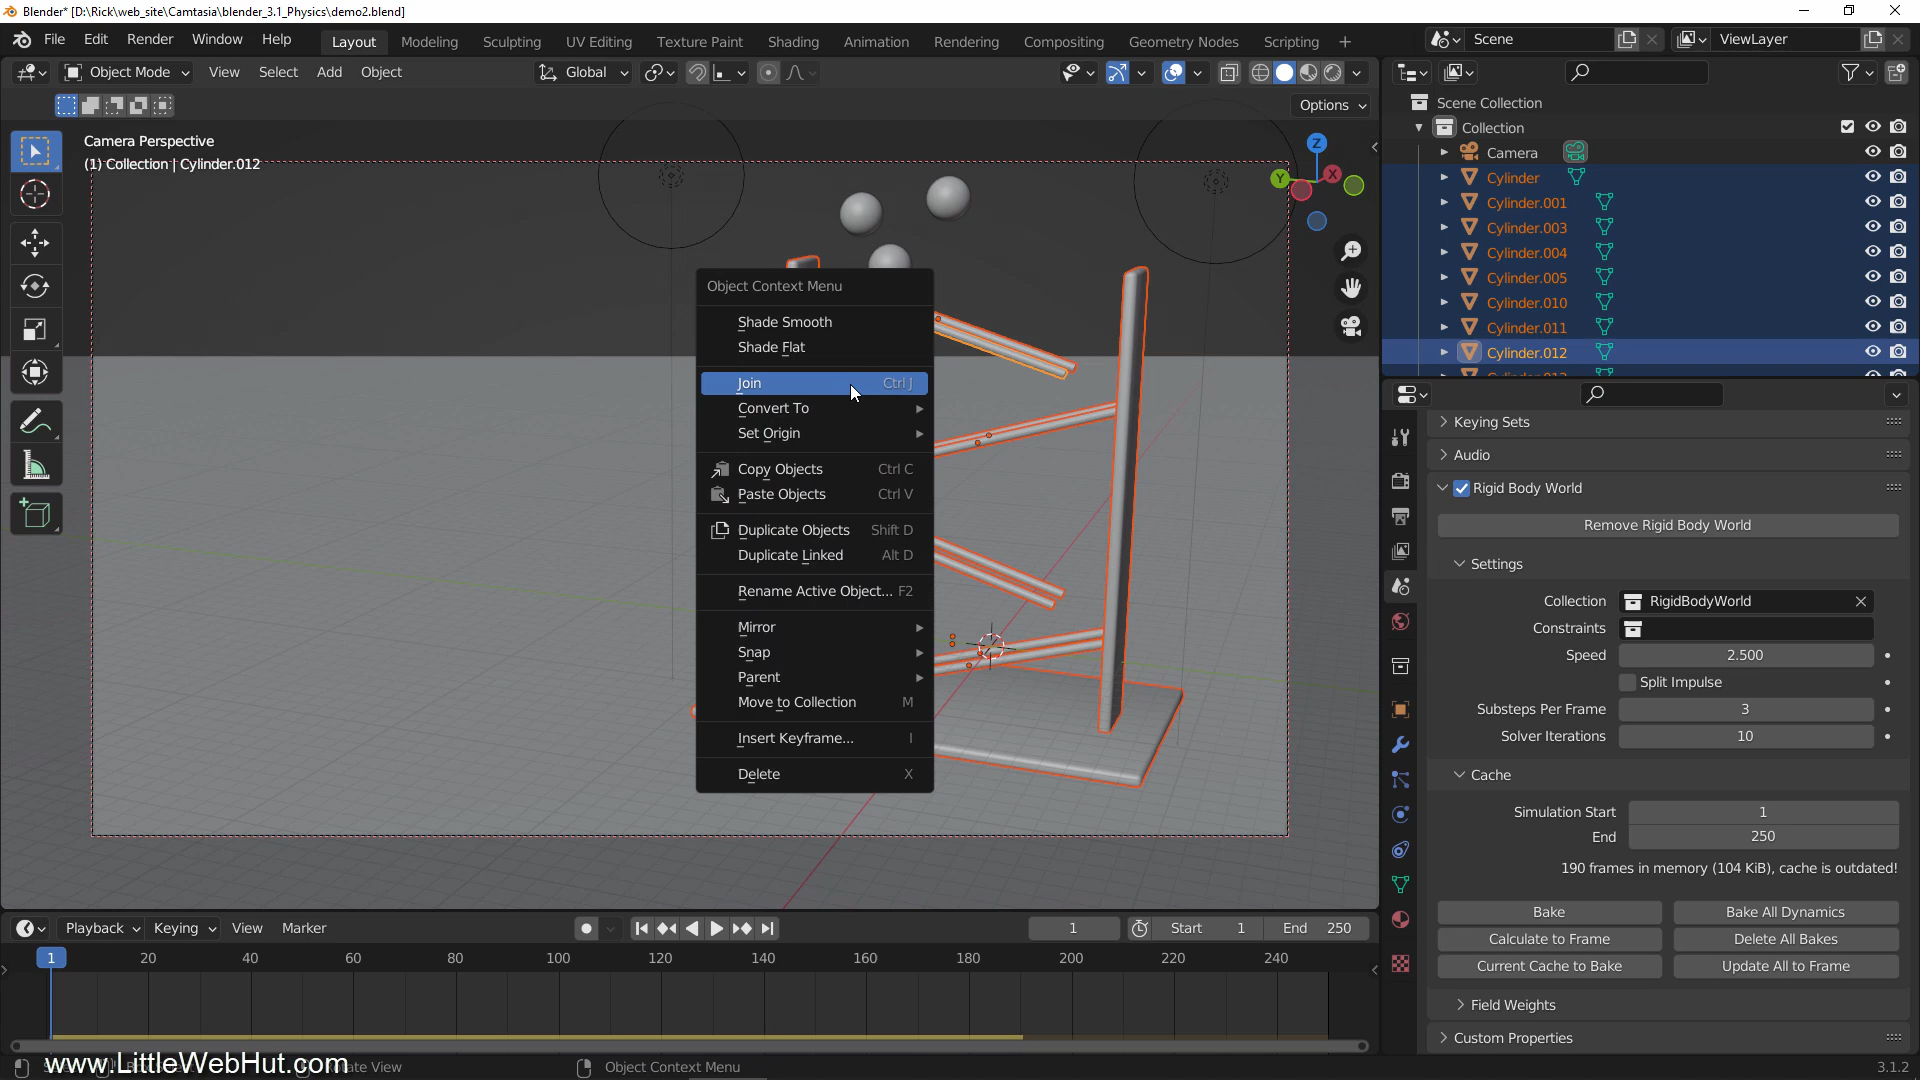 Blender* [D:\Rick\web_site\Camtasia\blender_3.1_Physics\demo2.blend]
File Edit Render Window Help Layout Modeling Sculpting UV Editing Texture Paint Shading Animation Rendering Compositing Geometry Nodes Scripting + Scene ViewLayer
Object Mode View Select Add Object Global
Options
Camera Perspective
(1) Collection | Cylinder.012
Z
Y
X
Object Context Menu
Shade Smooth
Shade Flat
Join Ctrl J
Convert To
Set Origin
Copy Objects Ctrl C
Paste Objects Ctrl V
Duplicate Objects Shift D
Duplicate Linked Alt D
Rename Active Object... F2
Mirror
Snap
Parent
Move to Collection M
Insert Keyframe... I
Delete X
Scene Collection
Collection
Camera
Cylinder
Cylinder.001
Cylinder.003
Cylinder.004
Cylinder.005
Cylinder.010
Cylinder.011
Cylinder.012
Keying Sets
Audio
Rigid Body World
Remove Rigid Body World
Settings
Collection RigidBodyWorld
Constraints
Speed 2.500
Split Impulse
Substeps Per Frame 3
Solver Iterations 10
Cache
Simulation Start 1
End 250
190 frames in memory (104 KiB), cache is outdated!
Bake Bake All Dynamics
Calculate to Frame Delete All Bakes
Current Cache to Bake Update All to Frame
Field Weights
Custom Properties
Playback Keying View Marker 1 Start 1 End 250
1 20 40 60 80 100 120 140 160 180 200 220 240
www.LittleWebHut.com
View Object Context Menu 3.1.2